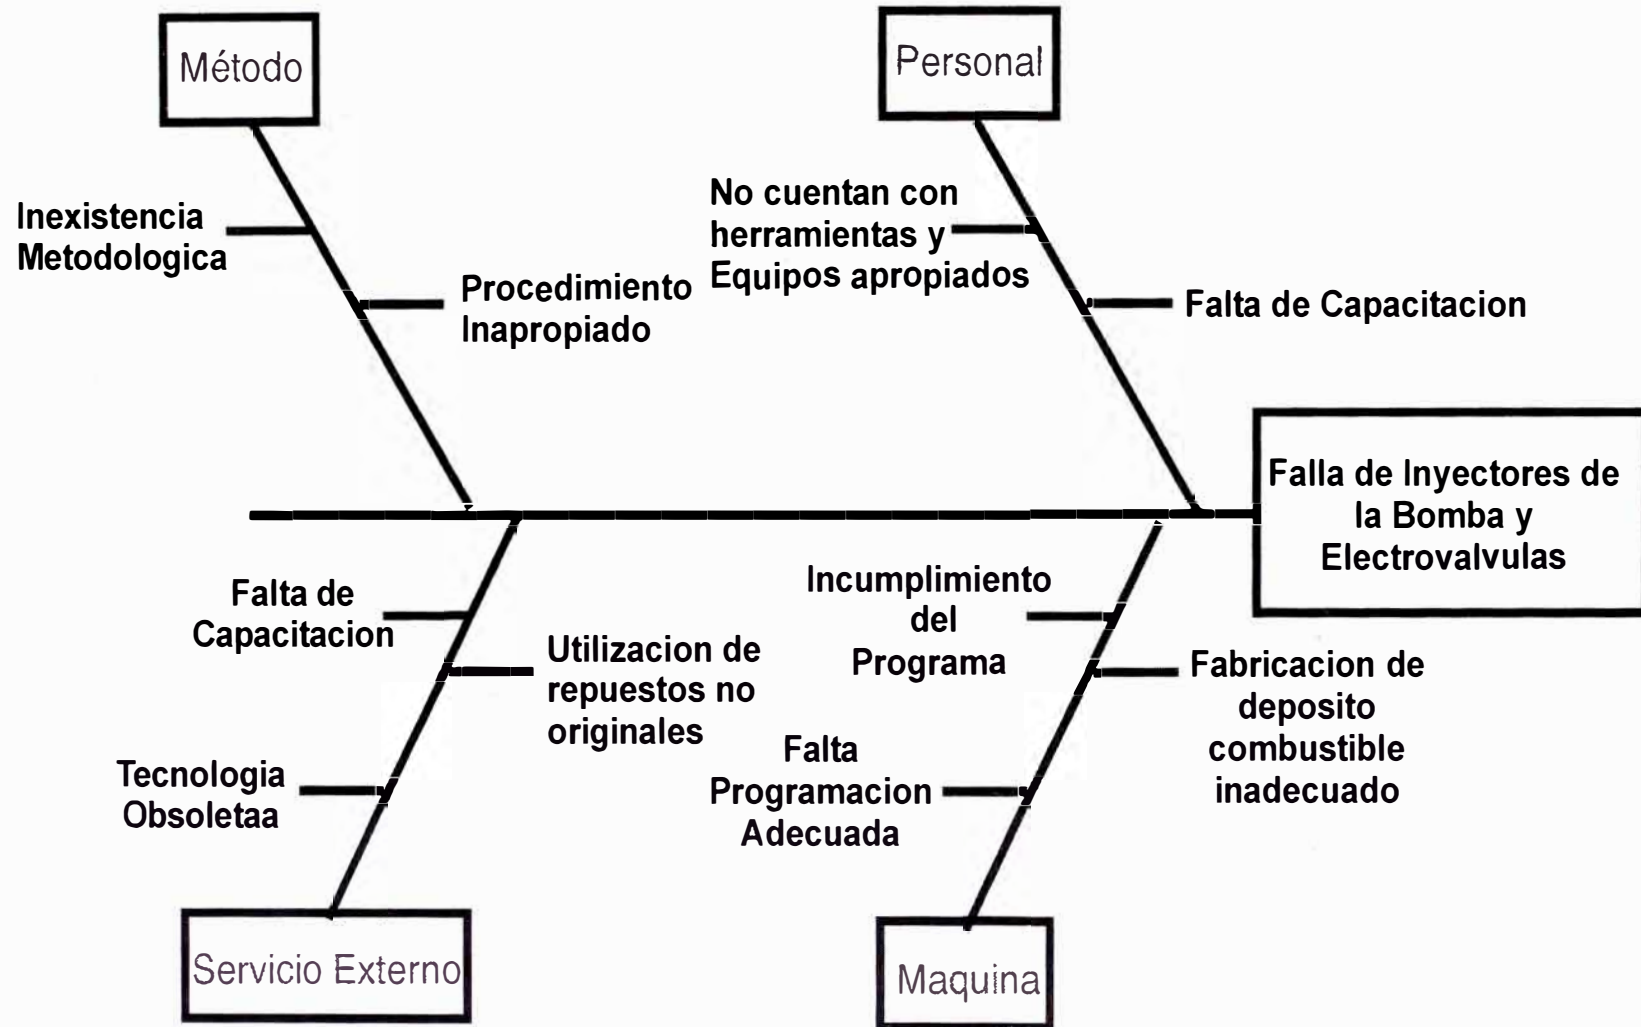 Método
Personal
Inexistencia
Metodologica
Procedimiento
Inapropiado
No cuentan con
herramientas y
Equipos apropiados
Falta de Capacitacion
Falla de Inyectores de
la Bomba y
Electrovalvulas
Falta de
Capacitacion
Utilizacion de
repuestos no
originales
Tecnologia
Obsoletaa
Incumplimiento
del
Programa
Fabricacion de
deposito
combustible
inadecuado
Falta
Programacion
Adecuada
Servicio Externo
Maquina